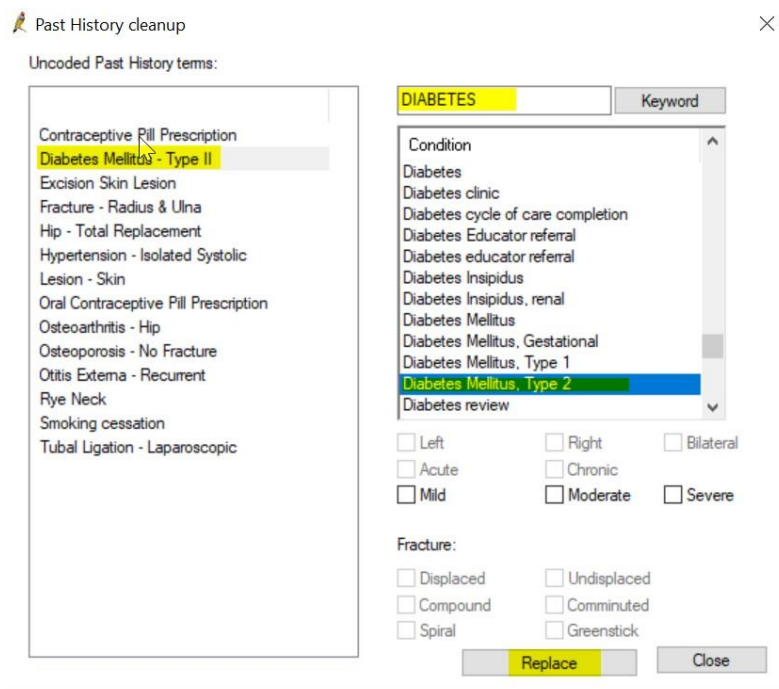 Past History cleanup
Uncoded Past History terms:
Contraceptive Pill Prescription
Diabetes Mellitus - Type II
Excision Skin Lesion
Fracture - Radius & Ulna
Hip - Total Replacement
Hypertension - Isolated Systolic
Lesion - Skin
Oral Contraceptive Pill Prescription
Osteoarthritis - Hip
Osteoporosis - No Fracture
Otitis Externa - Recurrent
Rye Neck
Smoking cessation
Tubal Ligation - Laparoscopic
DIABETES
Keyword
Condition
Diabetes
Diabetes clinic
Diabetes cycle of care completion
Diabetes Educator referral
Diabetes educator referral
Diabetes Insipidus
Diabetes Insipidus, renal
Diabetes Mellitus
Diabetes Mellitus, Gestational
Diabetes Mellitus, Type 1
Diabetes Mellitus, Type 2
Diabetes review
Left Right Bilateral
Acute Chronic
Mild Moderate Severe
Fracture:
Displaced Undisplaced
Compound Comminuted
Spiral Greenstick
Replace Close